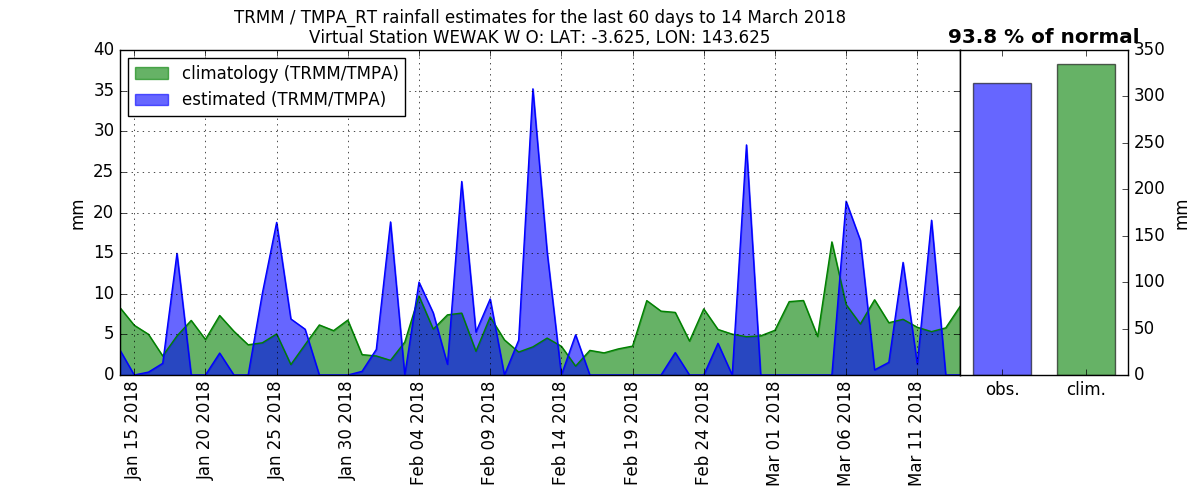 TRMM / TMPA_RT rainfall estimates for the last 60 days to 14 March 2018
Virtual Station WEWAK W O: LAT: -3.625, LON: 143.625
93.8 % of normal
climatology (TRMM/TMPA)
estimated (TRMM/TMPA)
mm
40
35
30
25
20
15
10
5
0
Jan 15 2018
Jan 20 2018
Jan 25 2018
Jan 30 2018
Feb 04 2018
Feb 09 2018
Feb 14 2018
Feb 19 2018
Feb 24 2018
Mar 01 2018
Mar 06 2018
Mar 11 2018
350
300
250
200
150
100
50
0
mm
obs.
clim.